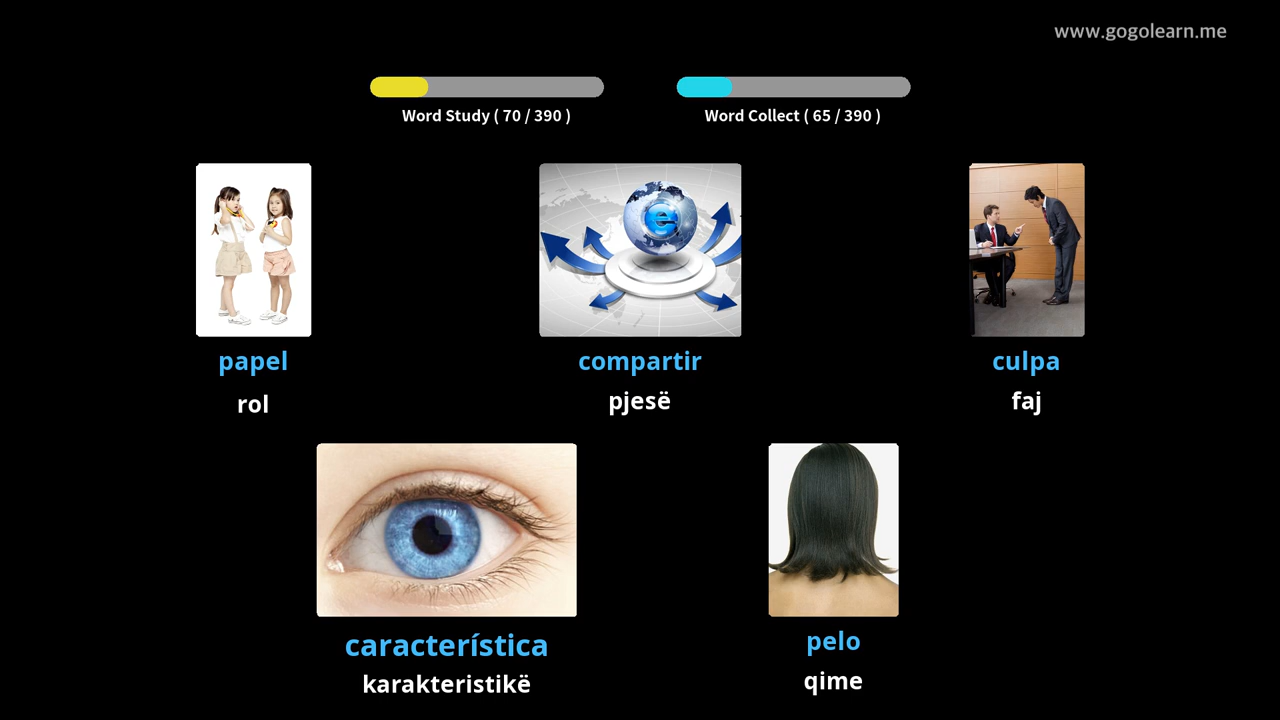 www.gogolearn.me
Word Study ( 70 / 390 )
Word Collect ( 65 / 390 )
papel
rol
compartir
pjesë
culpa
faj
e
característica
karakteristikë
pelo
qime